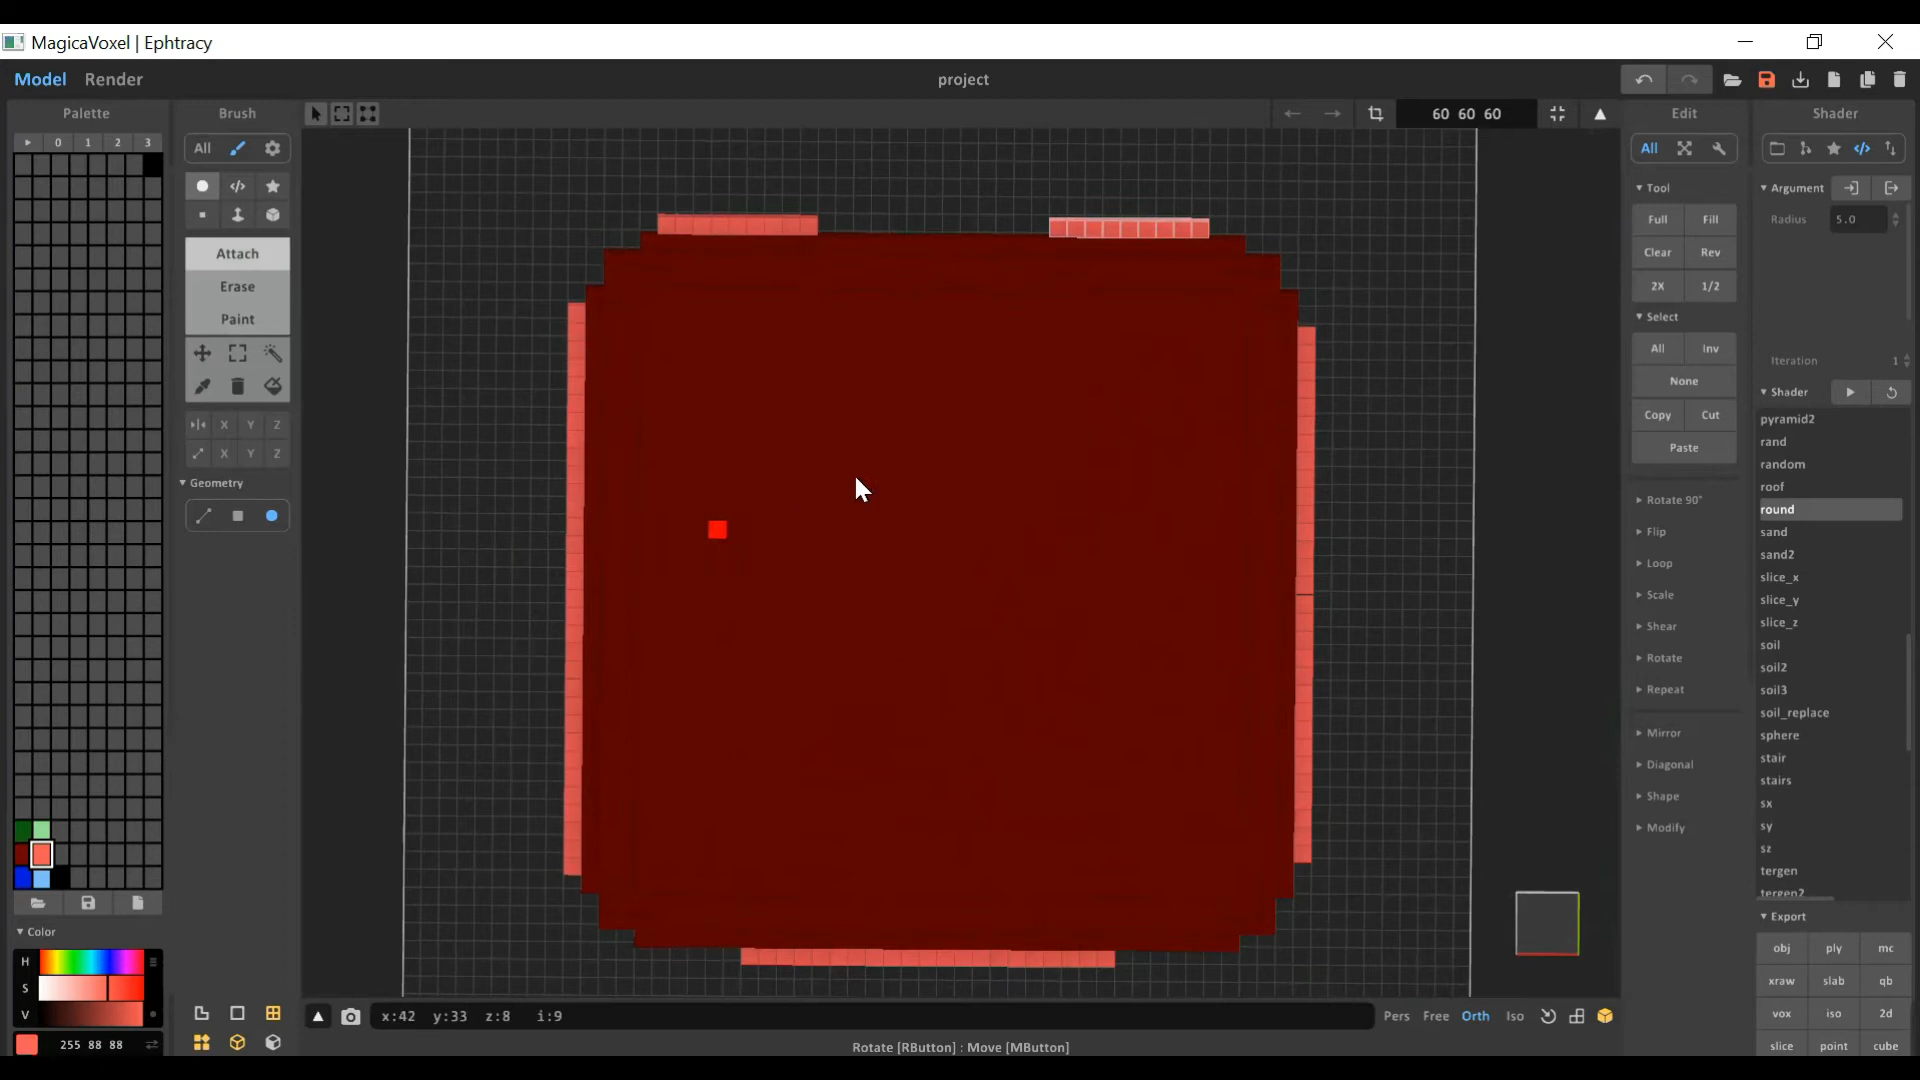 MagicaVoxel | Ephtracy
Model Render
project
Palette
0 1 2 3
Color
H
S
V
255 88 88
Brush
All
Attach
Erase
Paint
X Y Z
X Y Z
Geometry
60 60 60
x:42 y:33 z:8 i:9
Pers Free Orth Iso
Rotate [RButton] : Move [MButton]
Edit
All
Tool
Full Fill
Clear Rev
2X 1/2
Select
All Inv
None
Copy Cut
Paste
Rotate 90°
Flip
Loop
Scale
Shear
Rotate
Repeat
Mirror
Diagonal
Shape
Modify
Shader
Argument
Radius 5.0
Iteration 1
Shader
pyramid2
rand
random
roof
round
sand
sand2
slice_x
slice_y
slice_z
soil
soil2
soil3
soil_replace
sphere
stair
stairs
sx
sy
sz
tergen
tergen2
Export
obj ply mc
xraw slab qb
vox iso 2d
slice point cube